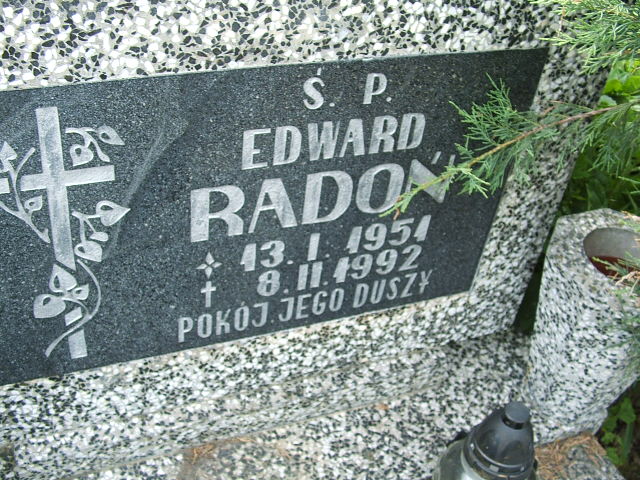 Ś. P.
EDWARD
RADOŃ
13. I. 1951
8. II. 1992
POKÓJ JEGO DUSZY